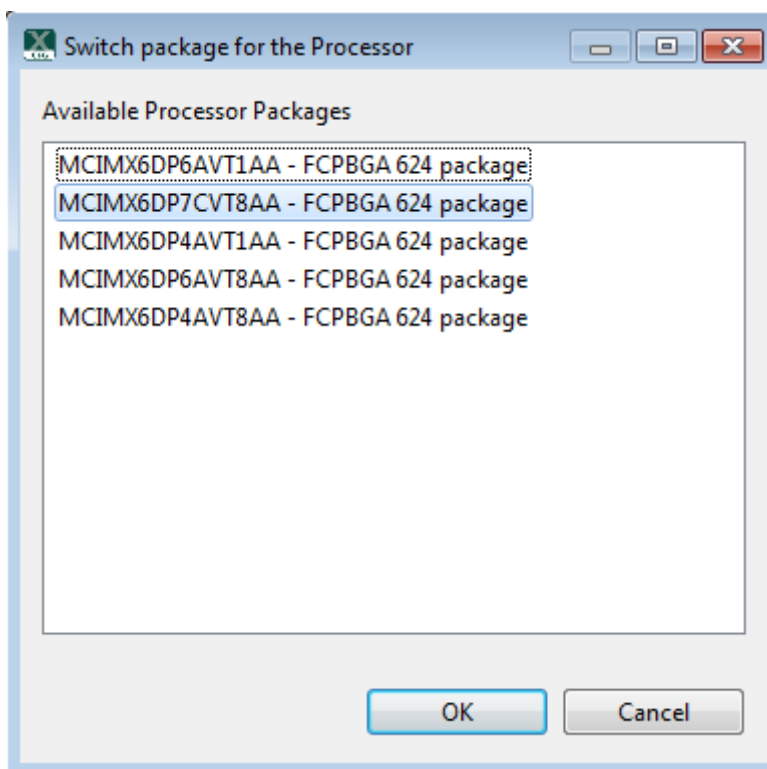 Switch package for the Processor
Available Processor Packages
MCIMX6DP6AVT1AA - FCPBGA 624 package
MCIMX6DP7CVT8AA - FCPBGA 624 package
MCIMX6DP4AVT1AA - FCPBGA 624 package
MCIMX6DP6AVT8AA - FCPBGA 624 package
MCIMX6DP4AVT8AA - FCPBGA 624 package
OK
Cancel